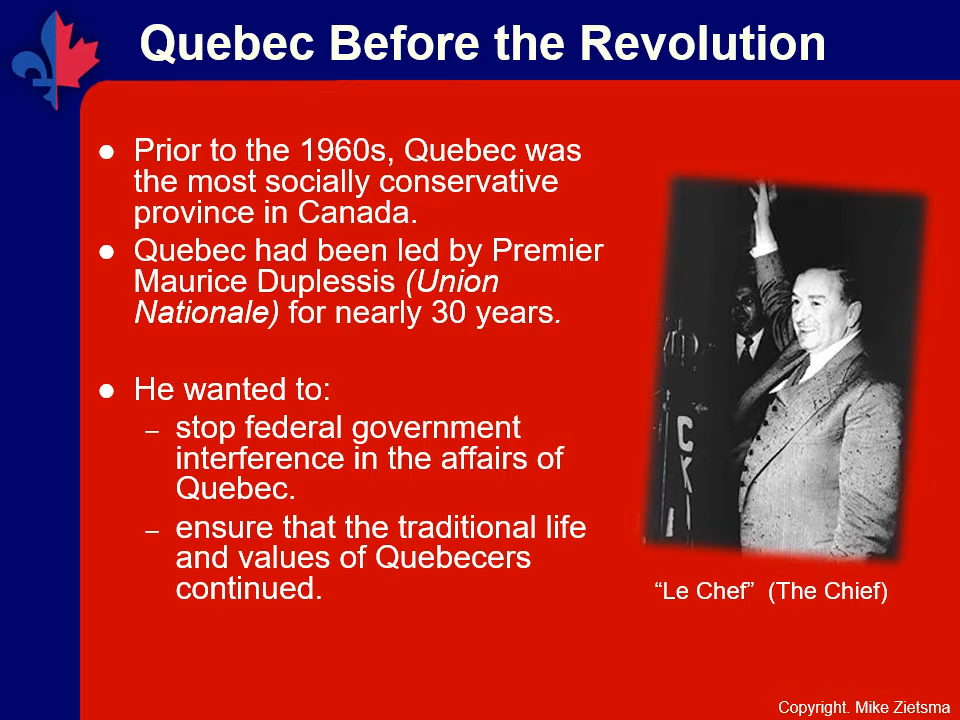 Quebec Before the Revolution
● Prior to the 1960s, Quebec was
the most socially conservative
province in Canada.
● Quebec had been led by Premier
Maurice Duplessis (Union
Nationale) for nearly 30 years.
● He wanted to:
– stop federal government
interference in the affairs of
Quebec.
– ensure that the traditional life
and values of Quebecers
continued.
C
K
“Le Chef” (The Chief)
Copyright. Mike Zietsma